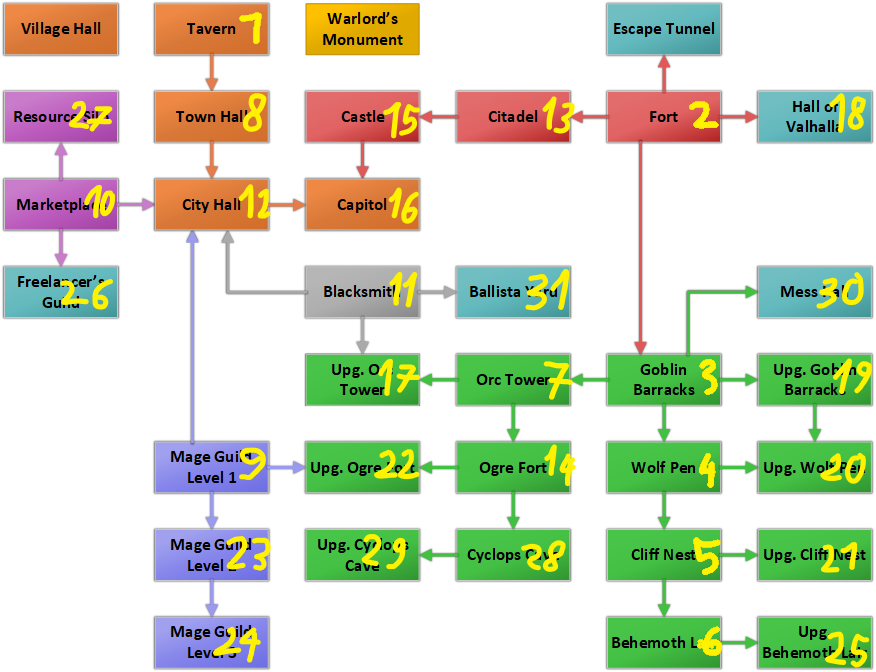 Village Hall
Tavern 1
Warlord's
Monument
Escape Tunnel
Resource Silo 27
Town Hall 8
Castle 15
Citadel 13
Fort 2
Hall of
Valhalla 18
Marketplace 10
City Hall 12
Capitol 16
Freelancer's
Guild 26
Blacksmith 11
Ballista Yard 31
Mess Hall 30
Upg. Orc
Tower 17
Orc Tower 7
Goblin
Barracks 3
Upg. Goblin
Barracks 19
Mage Guild
Level 1 9
Upg. Ogre Fort 22
Ogre Fort 14
Wolf Pen 4
Upg. Wolf Pen 20
Mage Guild
Level 2 23
Upg. Cyclops
Cave 29
Cyclops Cave 28
Cliff Nest 5
Upg. Cliff Nest 21
Mage Guild
Level 3 24
Behemoth Lair 6
Upg.
Behemoth Lair 25